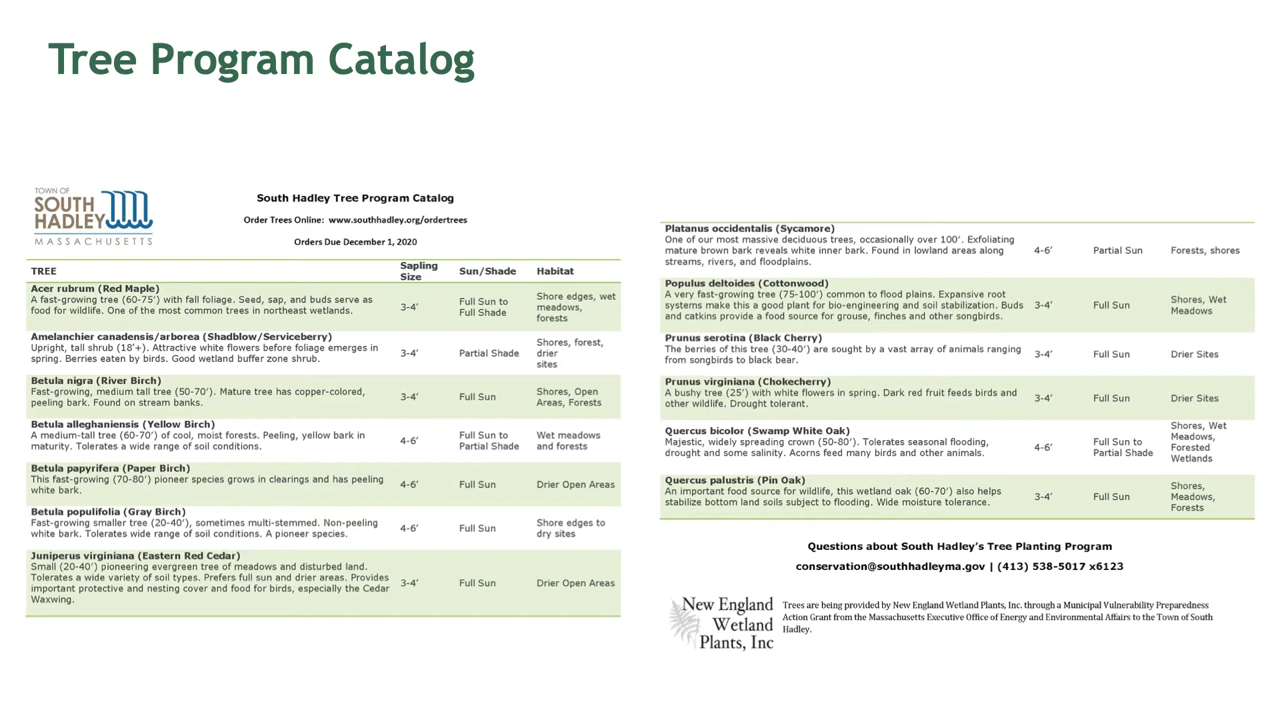 Tree Program Catalog
TOWN OF
SOUTH
HADLEY
MASSACHUSETTS
South Hadley Tree Program Catalog
Order Trees Online: www.southhadley.org/ordertrees
Orders Due December 1, 2020
TREE
Sapling
Size
Sun/Shade
Habitat
Acer rubrum (Red Maple)
A fast-growing tree (60-75') with fall foliage. Seed, sap, and buds serve as
food for wildlife. One of the most common trees in northeast wetlands.
3-4'
Full Sun to
Full Shade
Shore edges, wet
meadows,
forests
Amelanchier canadensis/arborea (Shadblow/Serviceberry)
Upright, tall shrub (18'+). Attractive white flowers before foliage emerges in
spring. Berries eaten by birds. Good wetland buffer zone shrub.
3-4'
Partial Shade
Shores, forest,
drier
sites
Betula nigra (River Birch)
Fast-growing, medium tall tree (50-70'). Mature tree has copper-colored,
peeling bark. Found on stream banks.
3-4'
Full Sun
Shores, Open
Areas, Forests
Betula alleghaniensis (Yellow Birch)
A medium-tall tree (60-70') of cool, moist forests. Peeling, yellow bark in
maturity. Tolerates a wide range of soil conditions.
4-6'
Full Sun to
Partial Shade
Wet meadows
and forests
Betula papyrifera (Paper Birch)
This fast-growing (70-80') pioneer species grows in clearings and has peeling
white bark.
4-6'
Full Sun
Drier Open Areas
Betula populifolia (Gray Birch)
Fast-growing smaller tree (20-40'), sometimes multi-stemmed. Non-peeling
white bark. Tolerates wide range of soil conditions. A pioneer species.
4-6'
Full Sun
Shore edges to
dry sites
Juniperus virginiana (Eastern Red Cedar)
Small (20-40') pioneering evergreen tree of meadows and disturbed land.
Tolerates a wide variety of soil types. Prefers full sun and drier areas. Provides
important protective and nesting cover and food for birds, especially the Cedar
Waxwing.
3-4'
Full Sun
Drier Open Areas
Platanus occidentalis (Sycamore)
One of our most massive deciduous trees, occasionally over 100'. Exfoliating
mature brown bark reveals white inner bark. Found in lowland areas along
streams, rivers, and floodplains.
4-6'
Partial Sun
Forests, shores
Populus deltoides (Cottonwood)
A very fast-growing tree (75-100') common to flood plains. Expansive root
systems make this a good plant for bio-engineering and soil stabilization. Buds
and catkins provide a food source for grouse, finches and other songbirds.
3-4'
Full Sun
Shores, Wet
Meadows
Prunus serotina (Black Cherry)
The berries of this tree (30-40') are sought by a vast array of animals ranging
from songbirds to black bear.
3-4'
Full Sun
Drier Sites
Prunus virginiana (Chokecherry)
A bushy tree (25') with white flowers in spring. Dark red fruit feeds birds and
other wildlife. Drought tolerant.
3-4'
Full Sun
Drier Sites
Quercus bicolor (Swamp White Oak)
Majestic, widely spreading crown (50-80'). Tolerates seasonal flooding,
drought and some salinity. Acorns feed many birds and other animals.
4-6'
Full Sun to
Partial Shade
Shores, Wet
Meadows,
Forested
Wetlands
Quercus palustris (Pin Oak)
An important food source for wildlife, this wetland oak (60-70') also helps
stabilize bottom land soils subject to flooding. Wide moisture tolerance.
3-4'
Full Sun
Shores,
Meadows,
Forests
Questions about South Hadley's Tree Planting Program
conservation@southhadleyma.gov | (413) 538-5017 x6123
New England
Wetland
Plants, Inc
Trees are being provided by New England Wetland Plants, Inc. through a Municipal Vulnerability Preparedness
Action Grant from the Massachusetts Executive Office of Energy and Environmental Affairs to the Town of South
Hadley.